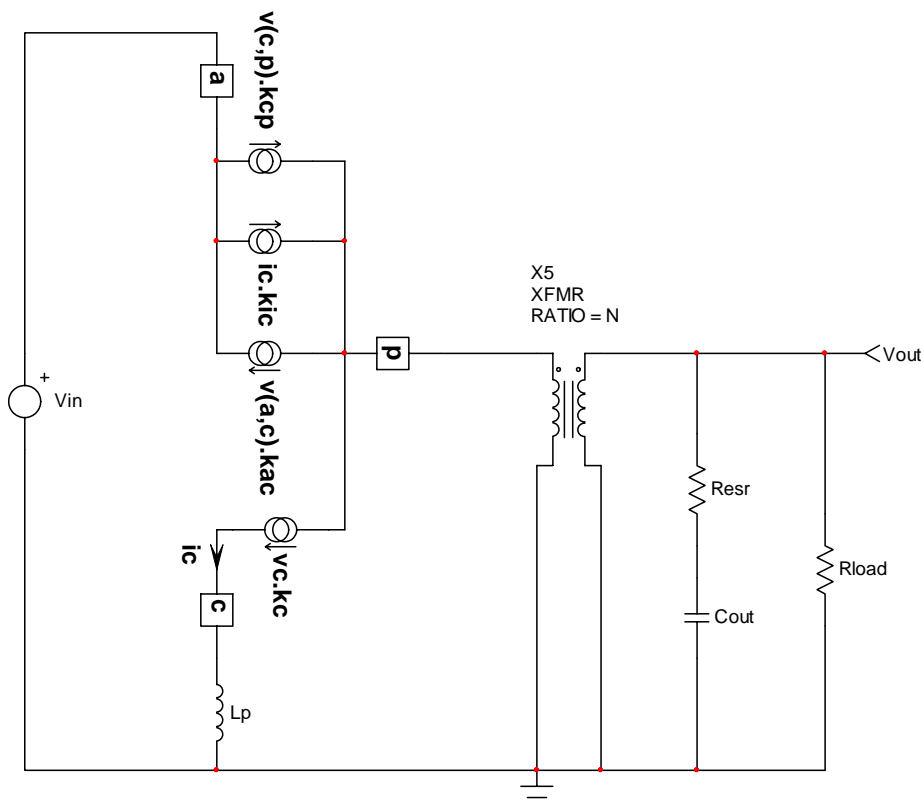 a
v(c,p).kcp
ic.kic
v(a,c).kac
p
X5
XFMR
RATIO = N
Vout
Vin
+
Resr
Rload
Cout
ic
vc.kc
c
Lp